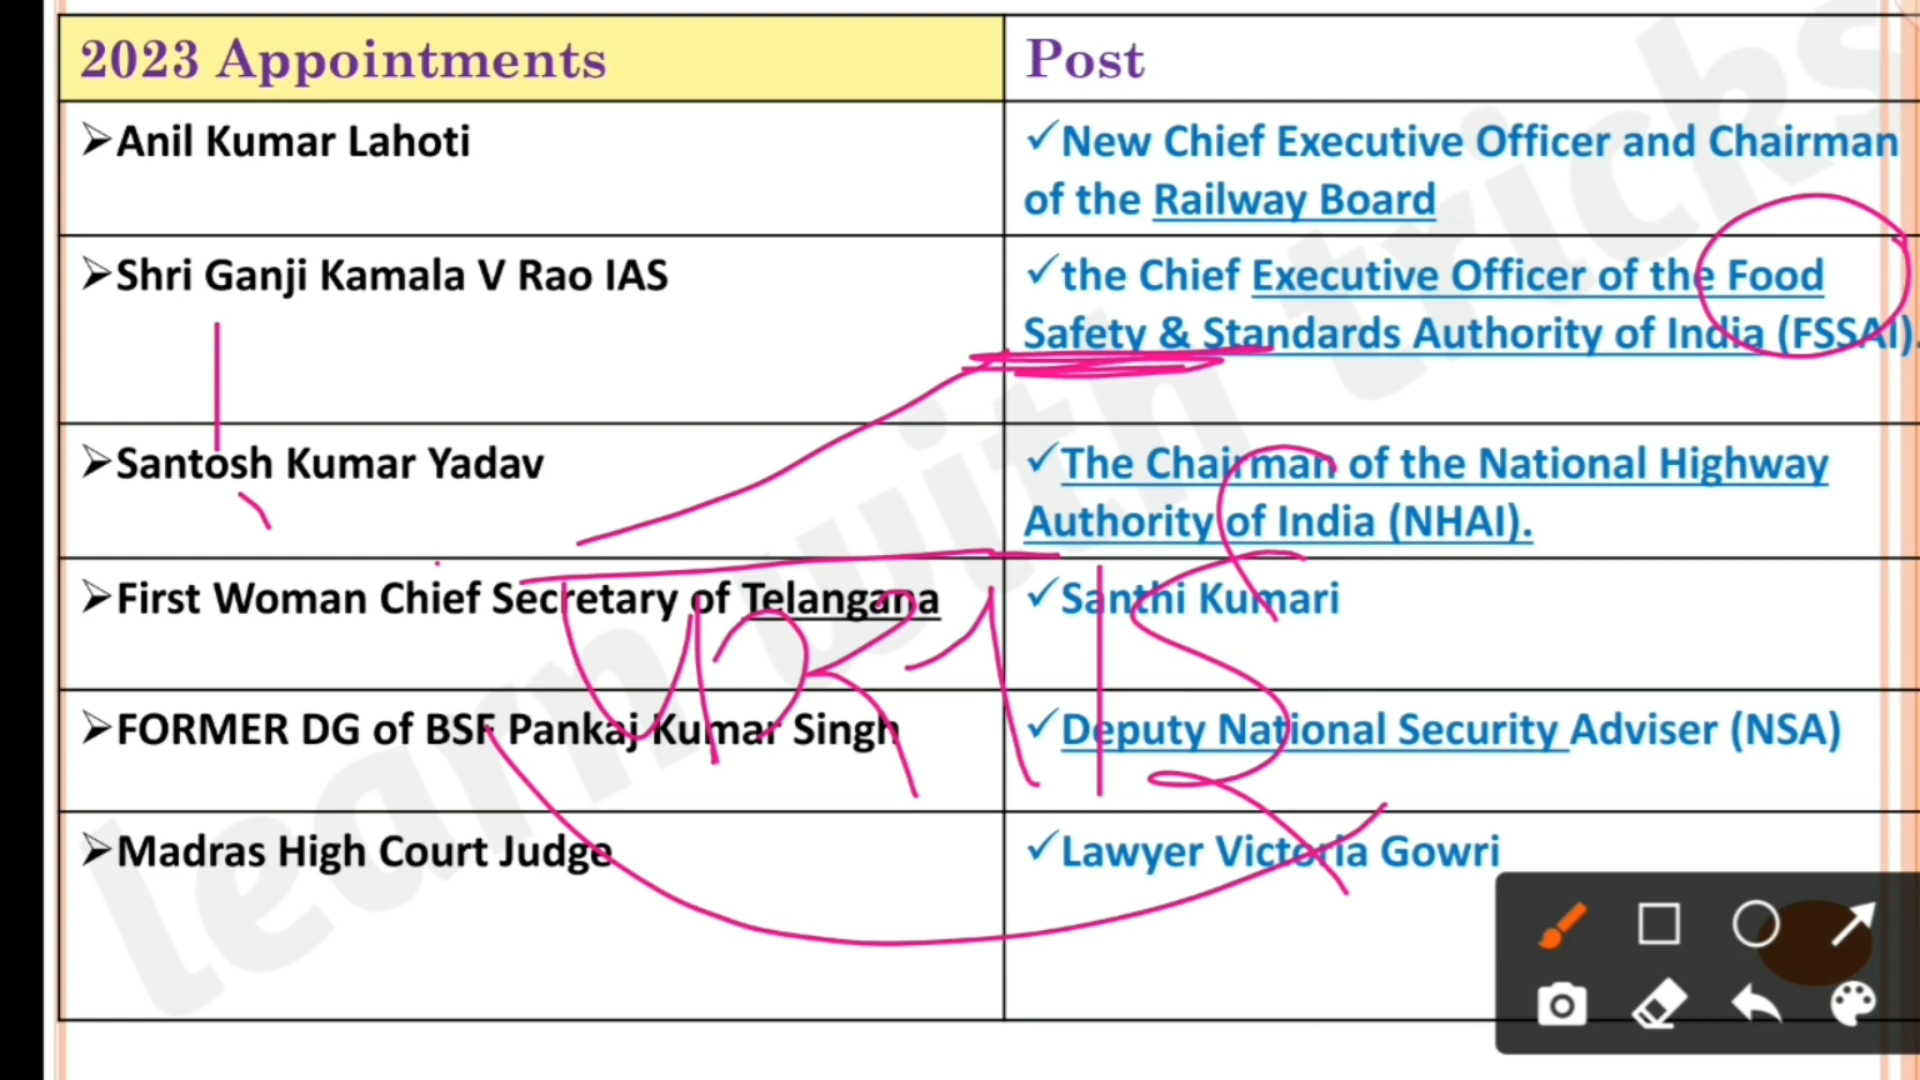 2023 Appointments
Post
➢Anil Kumar Lahoti
✓New Chief Executive Officer and Chairman
of the Railway Board
➢Shri Ganji Kamala V Rao IAS
✓the Chief Executive Officer of the Food
Safety & Standards Authority of India (FSSAI).
➢Santosh Kumar Yadav
✓The Chairman of the National Highway
Authority of India (NHAI).
➢First Woman Chief Secretary of Telangana
✓Santhi Kumari
➢FORMER DG of BSF Pankaj Kumar Singh
✓Deputy National Security Adviser (NSA)
➢Madras High Court Judge
✓Lawyer Victoria Gowri
learn with tricks